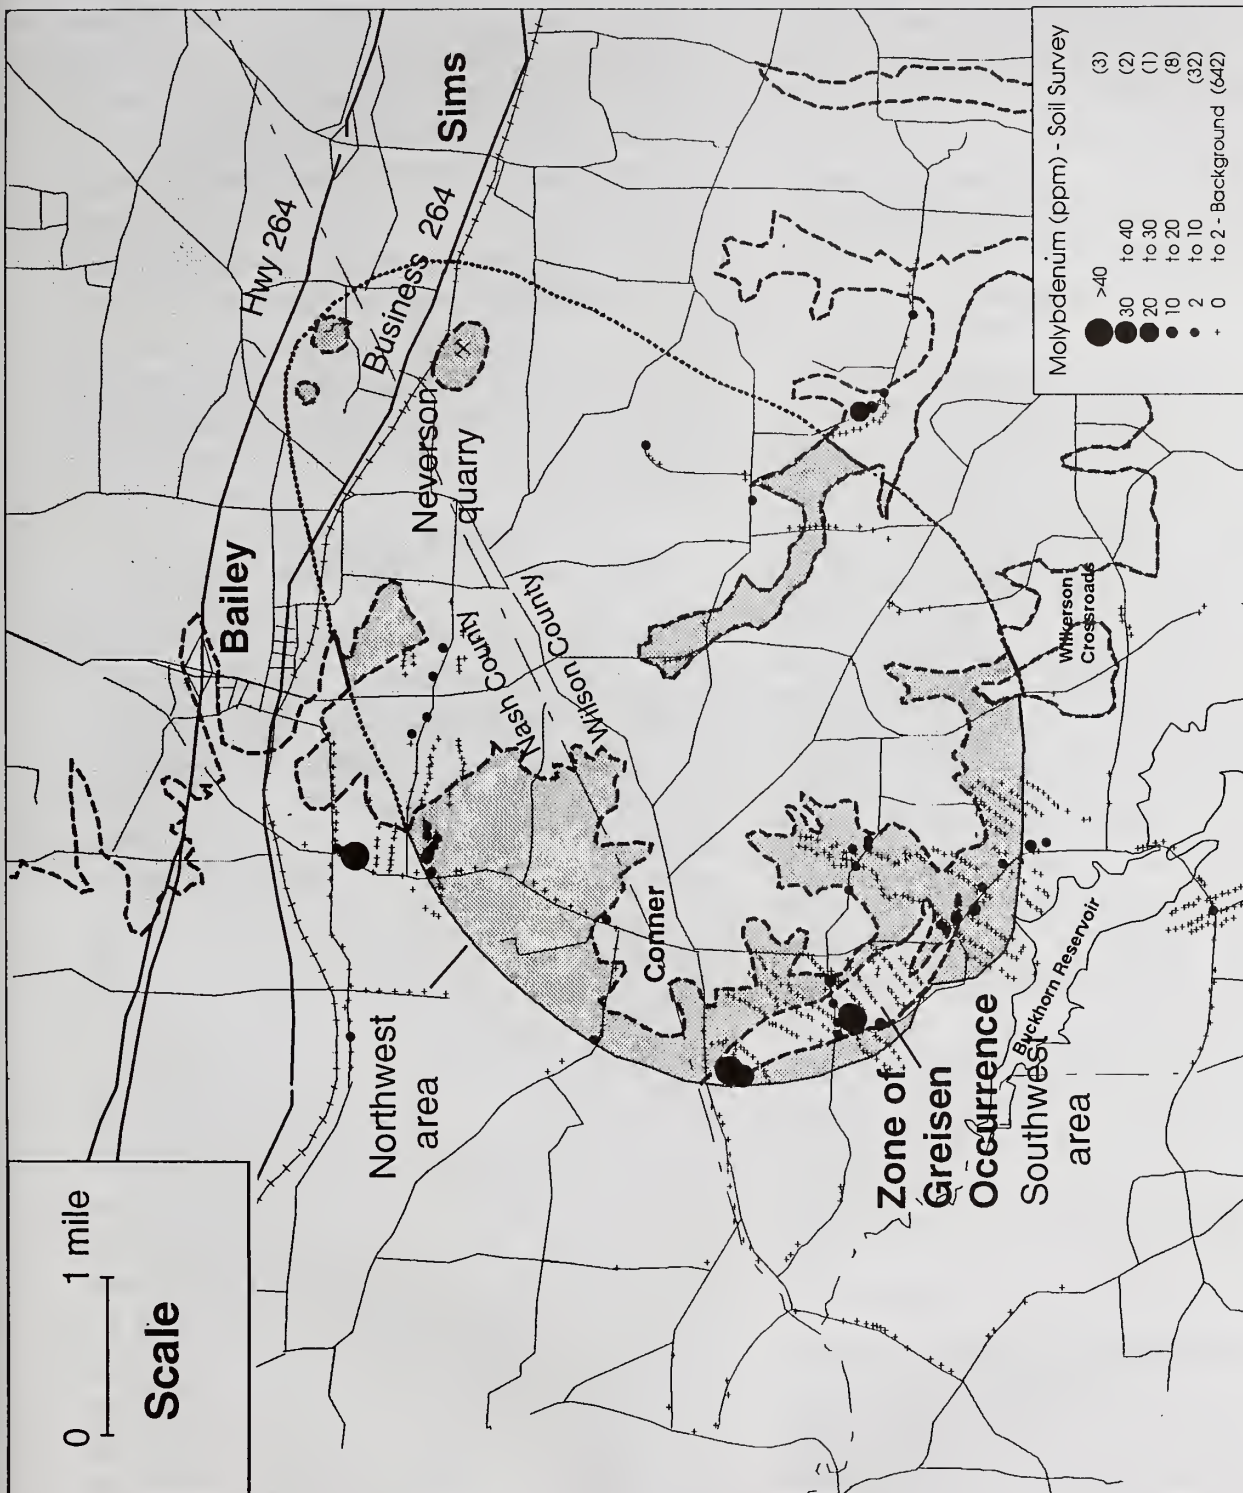 0 1 mile
Scale
Hwy 264
Sims
Business 264
Bailey
Neverson
quarry
Nash County
Wilson County
Northwest
area
Conner
Wilkerson
Crossroads
Zone of
Greisen
Occurrence
Southwest
area
Buckhorn Reservoir
Molybdenum (ppm) - Soil Survey
>40 (3)
30 to 40 (2)
20 to 30 (1)
10 to 20 (8)
2 to 10 (32)
+ 0 to 2 - Background (642)